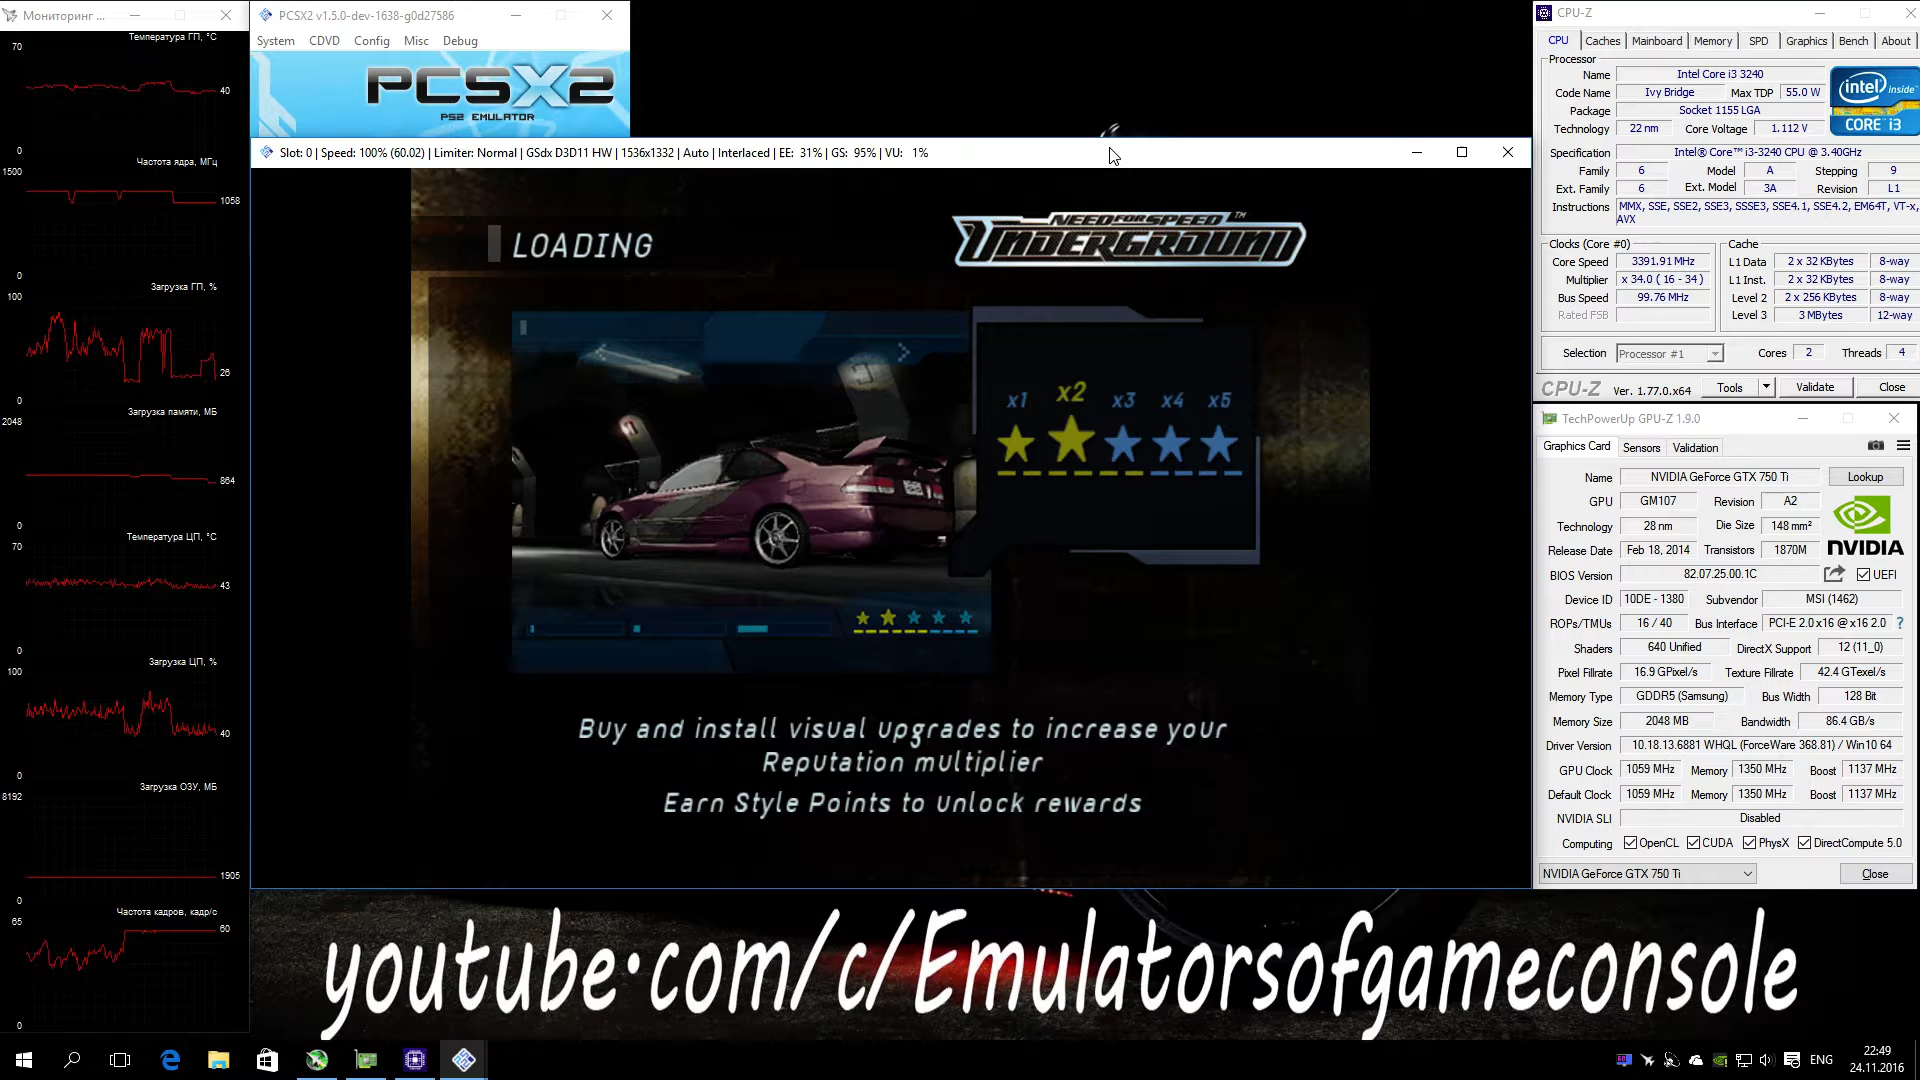 Мониторинг ...
Температура ГП, °C
70
40
0
Частота ядра, МГц
1500
1058
0
Загрузка ГП, %
100
26
0
Загрузка памяти, МБ
2048
864
0
Температура ЦП, °C
70
43
0
Загрузка ЦП, %
100
40
0
Загрузка ОЗУ, МБ
8192
1905
0
Частота кадров, кадр/с
65
60
0
PCSX2 v1.5.0-dev-1638-g0d27586
System CDVD Config Misc Debug
PCSX2
PS2 EMULATOR
Slot: 0 | Speed: 100% (60.02) | Limiter: Normal | GSdx D3D11 HW | 1536x1332 | Auto | Interlaced | EE: 31% | GS: 95% | VU: 1%
LOADING
NEED FOR SPEED™
UNDERGROUND
x1 x2 x3 x4 x5
Buy and install visual upgrades to increase your
Reputation multiplier
Earn Style Points to unlock rewards
CPU-Z
CPU Caches Mainboard Memory SPD Graphics Bench About
Processor
Name Intel Core i3 3240
Code Name Ivy Bridge Max TDP 55.0 W
Package Socket 1155 LGA
Technology 22 nm Core Voltage 1.112 V
intel inside™
CORE i3
Specification Intel® Core™ i3-3240 CPU @ 3.40GHz
Family 6 Model A Stepping 9
Ext. Family 6 Ext. Model 3A Revision L1
Instructions MMX, SSE, SSE2, SSE3, SSSE3, SSE4.1, SSE4.2, EM64T, VT-x, AVX
Clocks (Core #0)
Core Speed 3391.91 MHz
Multiplier x 34.0 ( 16 - 34 )
Bus Speed 99.76 MHz
Rated FSB
Cache
L1 Data 2 x 32 KBytes 8-way
L1 Inst. 2 x 32 KBytes 8-way
Level 2 2 x 256 KBytes 8-way
Level 3 3 MBytes 12-way
Selection Processor #1 Cores 2 Threads 4
CPU-Z Ver. 1.77.0.x64 Tools Validate Close
TechPowerUp GPU-Z 1.9.0
Graphics Card Sensors Validation
Name NVIDIA GeForce GTX 750 Ti Lookup
GPU GM107 Revision A2
Technology 28 nm Die Size 148 mm²
Release Date Feb 18, 2014 Transistors 1870M
NVIDIA
BIOS Version 82.07.25.00.1C UEFI
Device ID 10DE - 1380 Subvendor MSI (1462)
ROPs/TMUs 16 / 40 Bus Interface PCI-E 2.0 x16 @ x16 2.0 ?
Shaders 640 Unified DirectX Support 12 (11_0)
Pixel Fillrate 16.9 GPixel/s Texture Fillrate 42.4 GTexel/s
Memory Type GDDR5 (Samsung) Bus Width 128 Bit
Memory Size 2048 MB Bandwidth 86.4 GB/s
Driver Version 10.18.13.6881 WHQL (ForceWare 368.81) / Win10 64
GPU Clock 1059 MHz Memory 1350 MHz Boost 1137 MHz
Default Clock 1059 MHz Memory 1350 MHz Boost 1137 MHz
NVIDIA SLI Disabled
Computing OpenCL CUDA PhysX DirectCompute 5.0
NVIDIA GeForce GTX 750 Ti Close
youtube.com/c/Emulatorsofgameconsole
ENG
22:49
24.11.2016